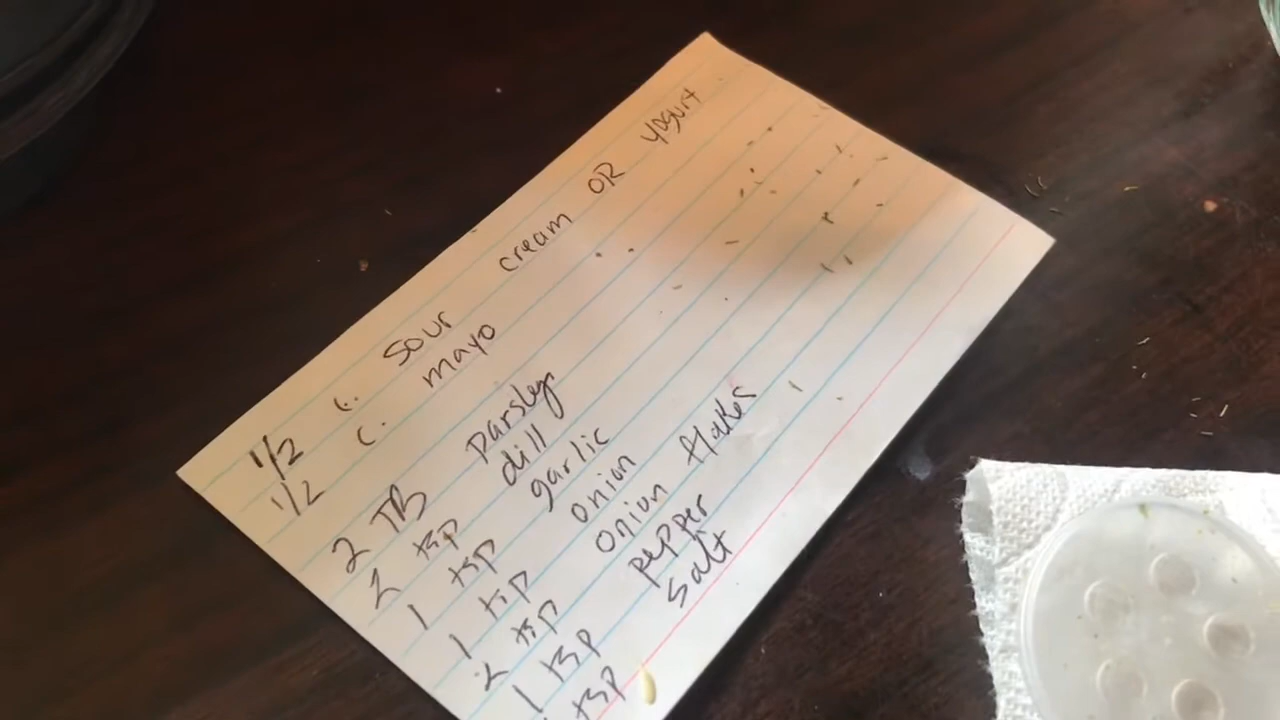 1/2 c. sour cream OR yogurt
1/2 c. mayo
2 TB parsley
2 tsp dill
1 tsp garlic
1 tsp onion
2 tsp onion flakes
1 tsp pepper
tsp salt